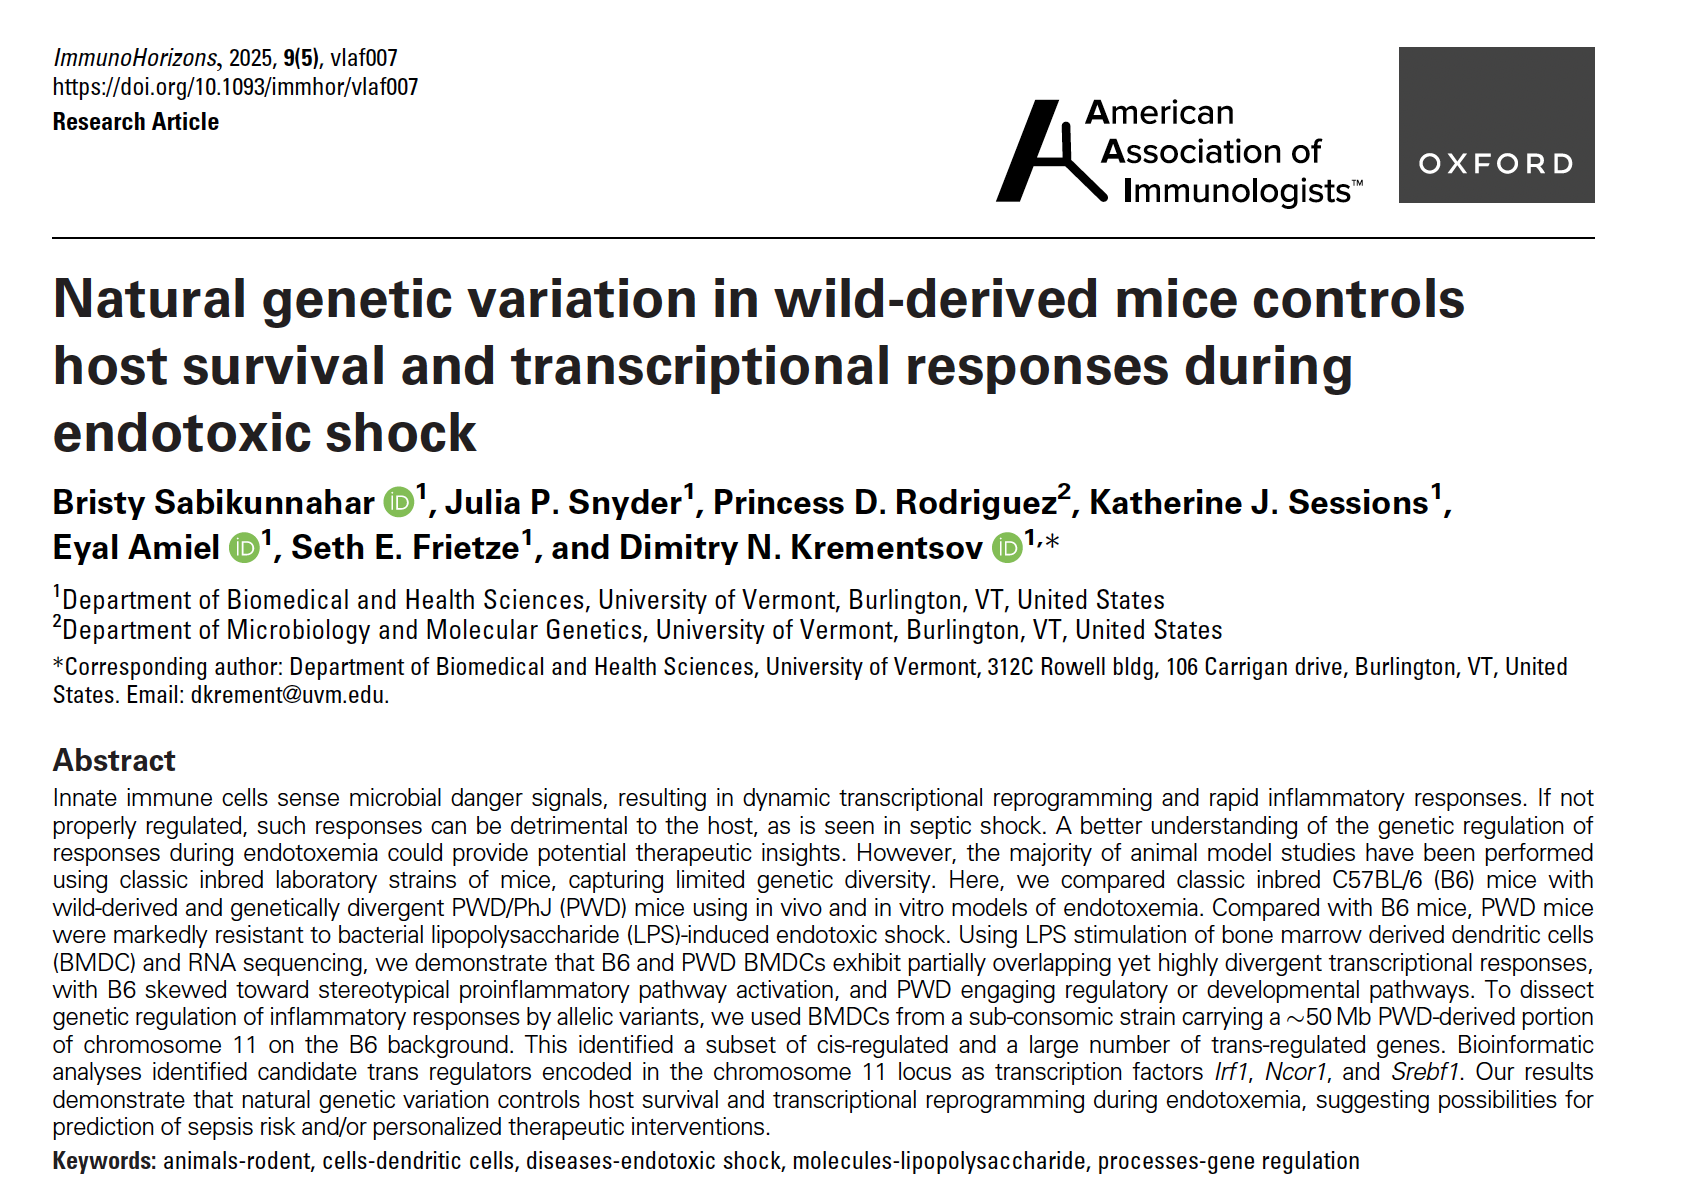 ImmunoHorizons, 2025, 9(5), vlaf007
https://doi.org/10.1093/immhor/vlaf007
Research Article
American
Association of
Immunologists™
OXFORD
Natural genetic variation in wild-derived mice controls
host survival and transcriptional responses during
endotoxic shock
Bristy Sabikunnahar iD 1, Julia P. Snyder1, Princess D. Rodriguez2, Katherine J. Sessions1,
Eyal Amiel iD 1, Seth E. Frietze1, and Dimitry N. Krementsov iD 1,*
1Department of Biomedical and Health Sciences, University of Vermont, Burlington, VT, United States
2Department of Microbiology and Molecular Genetics, University of Vermont, Burlington, VT, United States
*Corresponding author: Department of Biomedical and Health Sciences, University of Vermont, 312C Rowell bldg, 106 Carrigan drive, Burlington, VT, United
States. Email: dkrement@uvm.edu.
Abstract
Innate immune cells sense microbial danger signals, resulting in dynamic transcriptional reprogramming and rapid inflammatory responses. If not
properly regulated, such responses can be detrimental to the host, as is seen in septic shock. A better understanding of the genetic regulation of
responses during endotoxemia could provide potential therapeutic insights. However, the majority of animal model studies have been performed
using classic inbred laboratory strains of mice, capturing limited genetic diversity. Here, we compared classic inbred C57BL/6 (B6) mice with
wild-derived and genetically divergent PWD/PhJ (PWD) mice using in vivo and in vitro models of endotoxemia. Compared with B6 mice, PWD mice
were markedly resistant to bacterial lipopolysaccharide (LPS)-induced endotoxic shock. Using LPS stimulation of bone marrow derived dendritic cells
(BMDC) and RNA sequencing, we demonstrate that B6 and PWD BMDCs exhibit partially overlapping yet highly divergent transcriptional responses,
with B6 skewed toward stereotypical proinflammatory pathway activation, and PWD engaging regulatory or developmental pathways. To dissect
genetic regulation of inflammatory responses by allelic variants, we used BMDCs from a sub-consomic strain carrying a ~50 Mb PWD-derived portion
of chromosome 11 on the B6 background. This identified a subset of cis-regulated and a large number of trans-regulated genes. Bioinformatic
analyses identified candidate trans regulators encoded in the chromosome 11 locus as transcription factors Irf1, Ncor1, and Srebf1. Our results
demonstrate that natural genetic variation controls host survival and transcriptional reprogramming during endotoxemia, suggesting possibilities for
prediction of sepsis risk and/or personalized therapeutic interventions.
Keywords: animals-rodent, cells-dendritic cells, diseases-endotoxic shock, molecules-lipopolysaccharide, processes-gene regulation